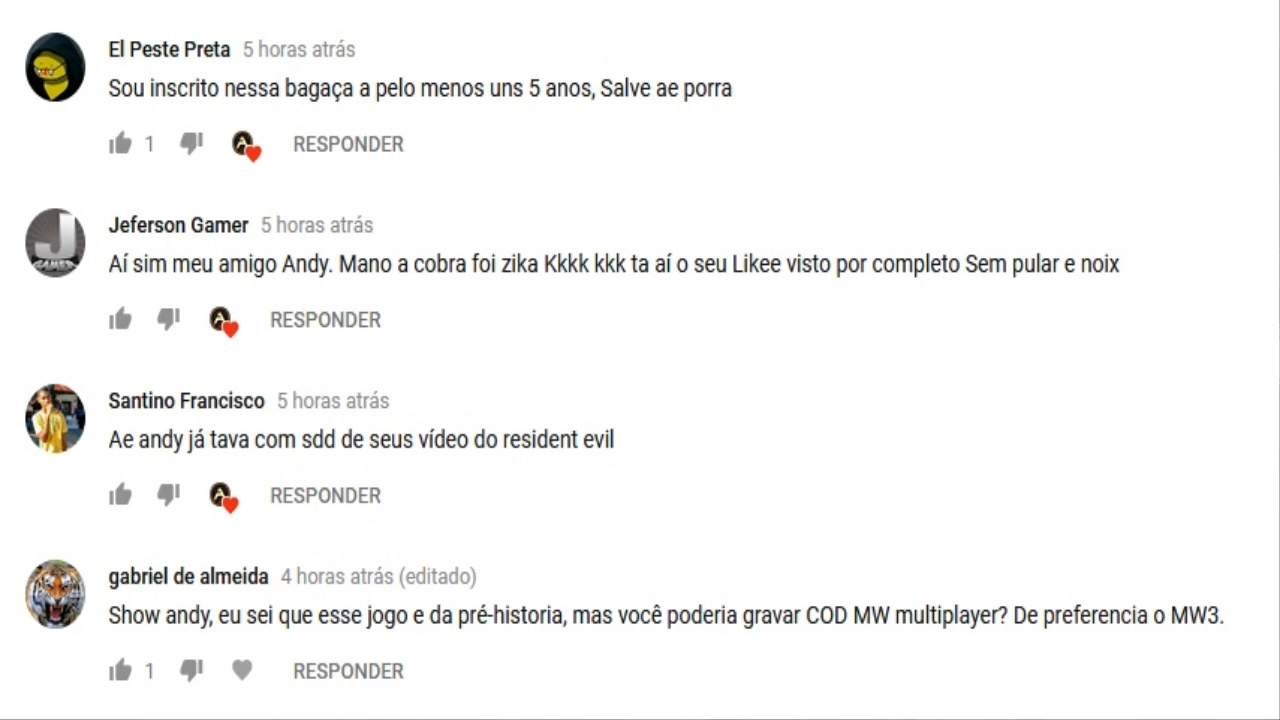 El Peste Preta 5 horas atrás
Sou inscrito nessa bagaça a pelo menos uns 5 anos, Salve ae porra
1 RESPONDER
Jeferson Gamer 5 horas atrás
Aí sim meu amigo Andy. Mano a cobra foi zika Kkkk kkk ta aí o seu Likee visto por completo Sem pular e noix
RESPONDER
Santino Francisco 5 horas atrás
Ae andy já tava com sdd de seus vídeo do resident evil
RESPONDER
gabriel de almeida 4 horas atrás (editado)
Show andy, eu sei que esse jogo e da pré-historia, mas você poderia gravar COD MW multiplayer? De preferencia o MW3.
1 RESPONDER